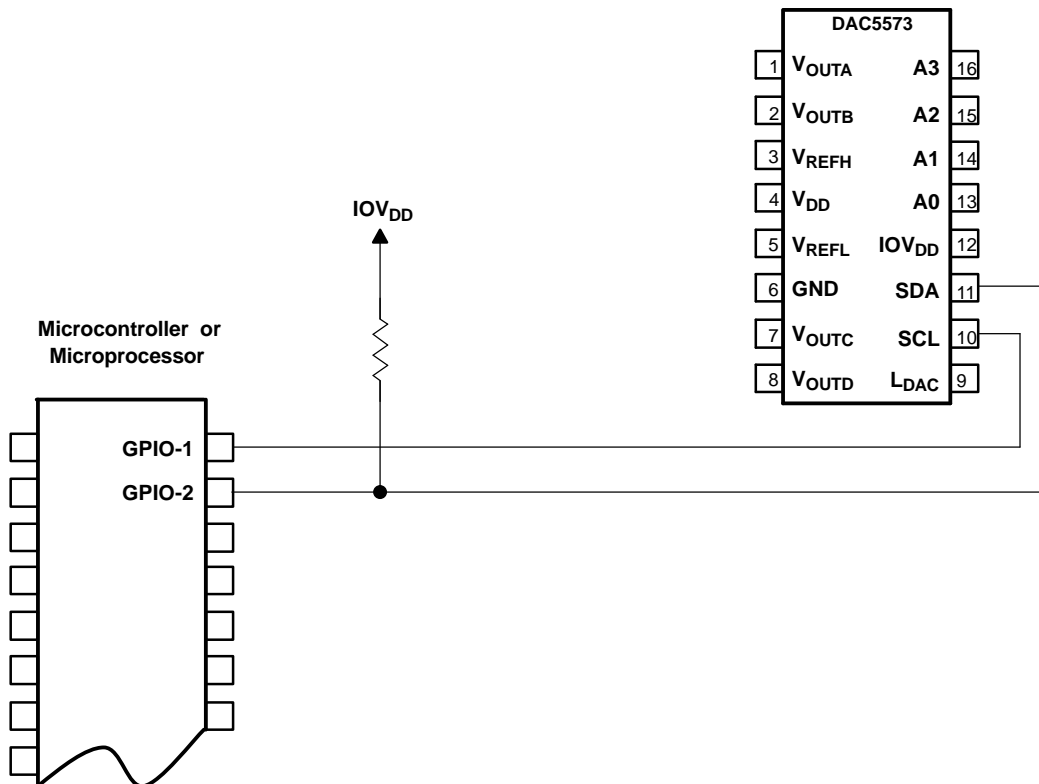 DAC5573
1 VOUTA A3 16
2 VOUTB A2 15
3 VREFH A1 14
4 VDD A0 13
5 VREFL IOVDD 12
6 GND SDA 11
7 VOUTC SCL 10
8 VOUTD LDAC 9
IOVDD
Microcontroller or
Microprocessor
GPIO-1
GPIO-2